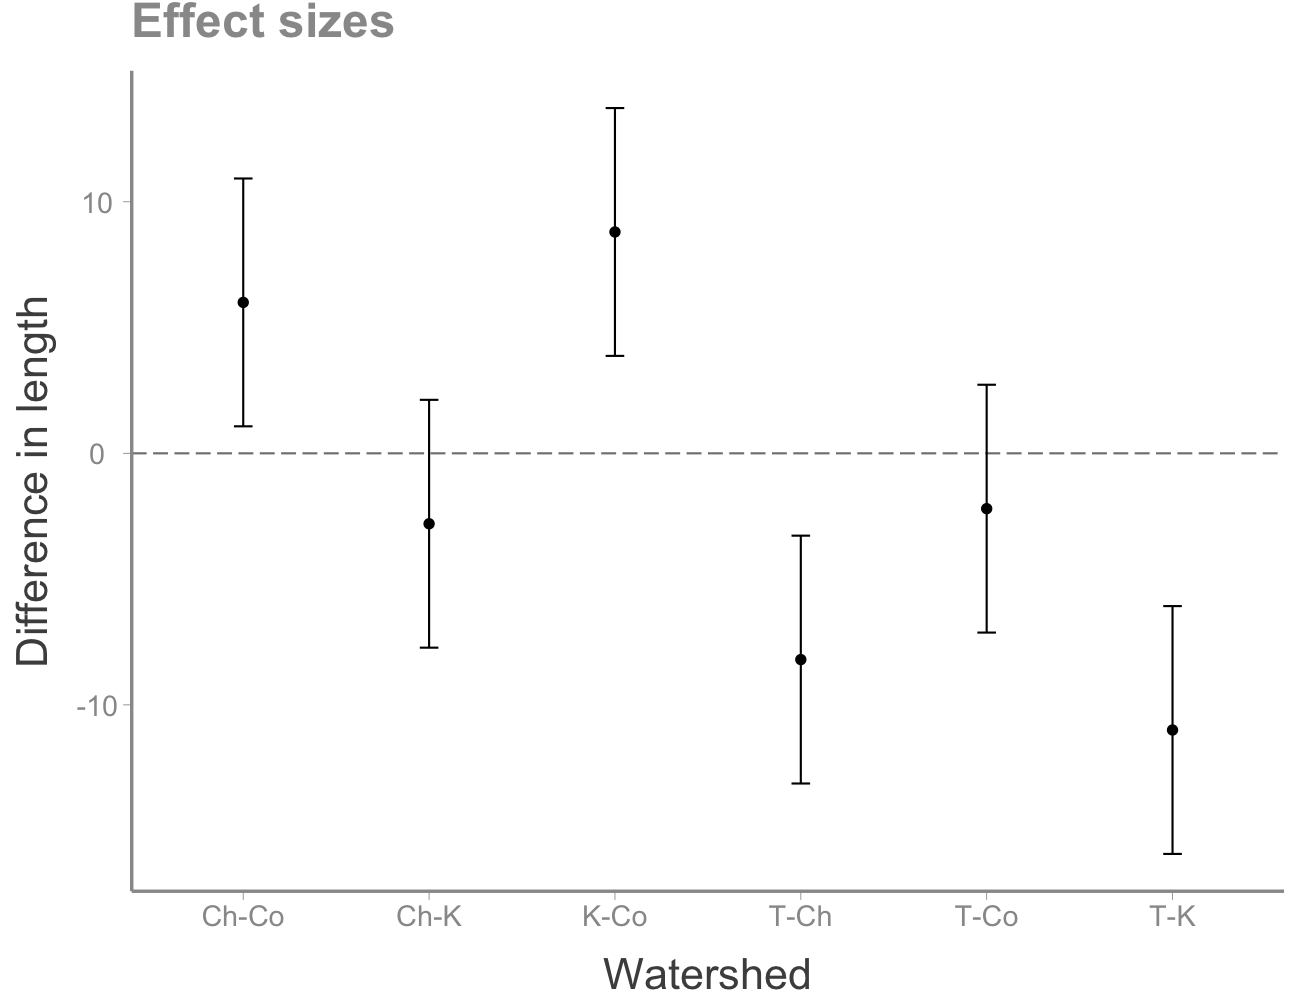 Effect sizes
Difference in length
10
0
-10
Ch-Co Ch-K K-Co T-Ch T-Co T-K
Watershed